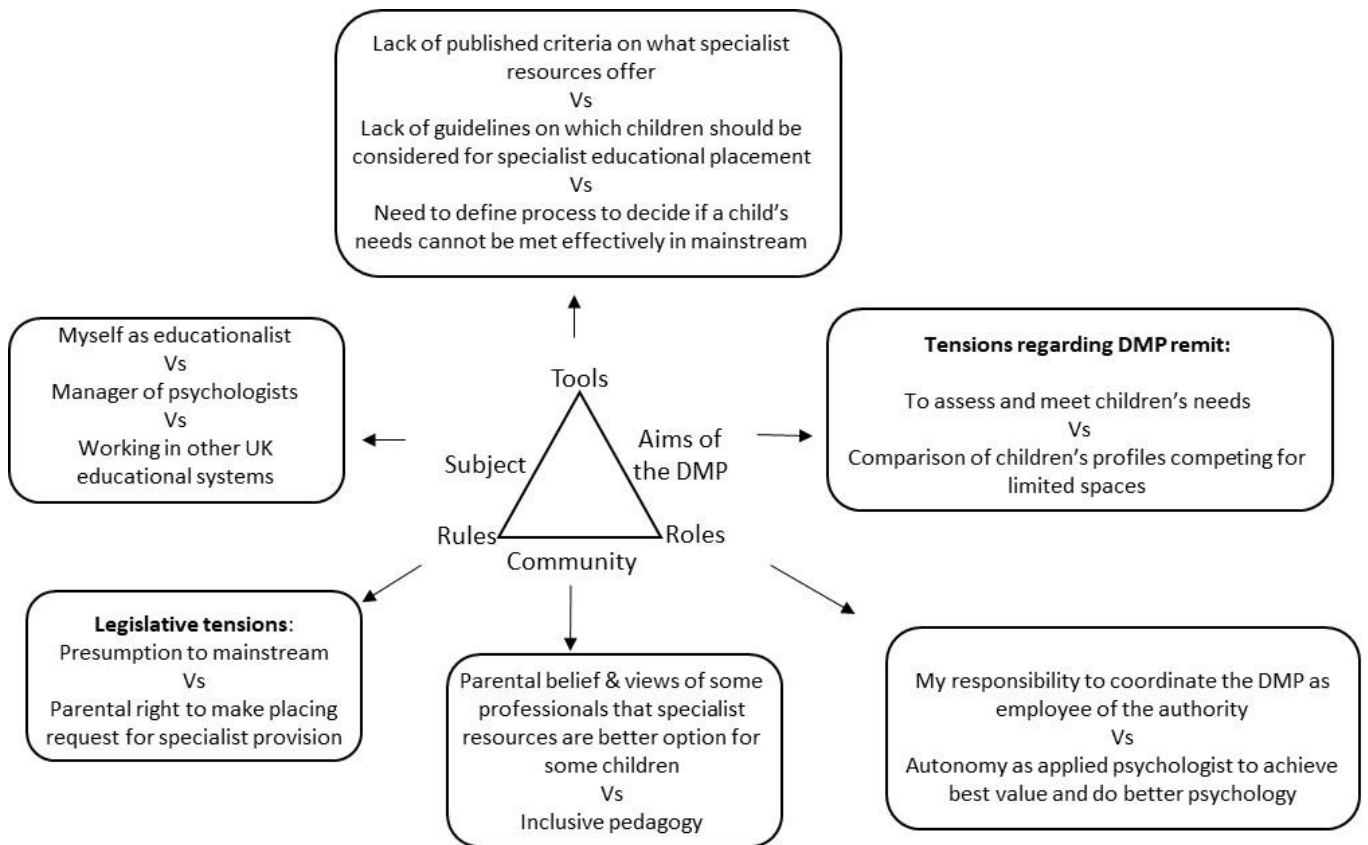 Lack of published criteria on what specialist
resources offer
Vs
Lack of guidelines on which children should be
considered for specialist educational placement
Vs
Need to define process to decide if a child's
needs cannot be met effectively in mainstream
Myself as educationalist
Vs
Manager of psychologists
Vs
Working in other UK
educational systems
Tensions regarding DMP remit:
To assess and meet children's needs
Vs
Comparison of children's profiles competing for
limited spaces
Tools
Subject
Aims of
the DMP
Rules
Roles
Community
Legislative tensions:
Presumption to mainstream
Vs
Parental right to make placing
request for specialist provision
Parental belief & views of some
professionals that specialist
resources are better option for
some children
Vs
Inclusive pedagogy
My responsibility to coordinate the DMP as
employee of the authority
Vs
Autonomy as applied psychologist to achieve
best value and do better psychology